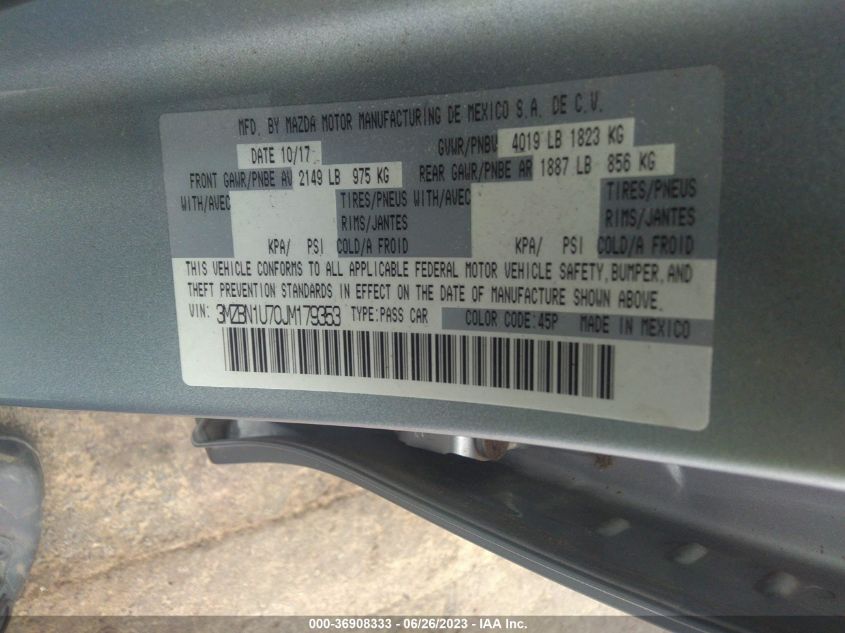 MFD. BY MAZDA MOTOR MANUFACTURING DE MEXICO S.A. DE C.V.
DATE 10/17 GVWR/PNBV 4019 LB 1823 KG
FRONT GAWR/PNBE AV 2149 LB 975 KG REAR GAWR/PNBE AR 1887 LB 856 KG
WITH/AVEC TIRES/PNEUS WITH/AVEC TIRES/PNEUS
RIMS/JANTES RIMS/JANTES
KPA/ PSI COLD/A FROID KPA/ PSI COLD/A FROID
THIS VEHICLE CONFORMS TO ALL APPLICABLE FEDERAL MOTOR VEHICLE SAFETY, BUMPER, AND
THEFT PREVENTION STANDARDS IN EFFECT ON THE DATE OF MANUFACTURE SHOWN ABOVE.
VIN: 3MZBN1U70JM179353 TYPE:PASS CAR COLOR CODE:45P MADE IN MEXICO
000-36908333 - 06/26/2023 - IAA Inc.